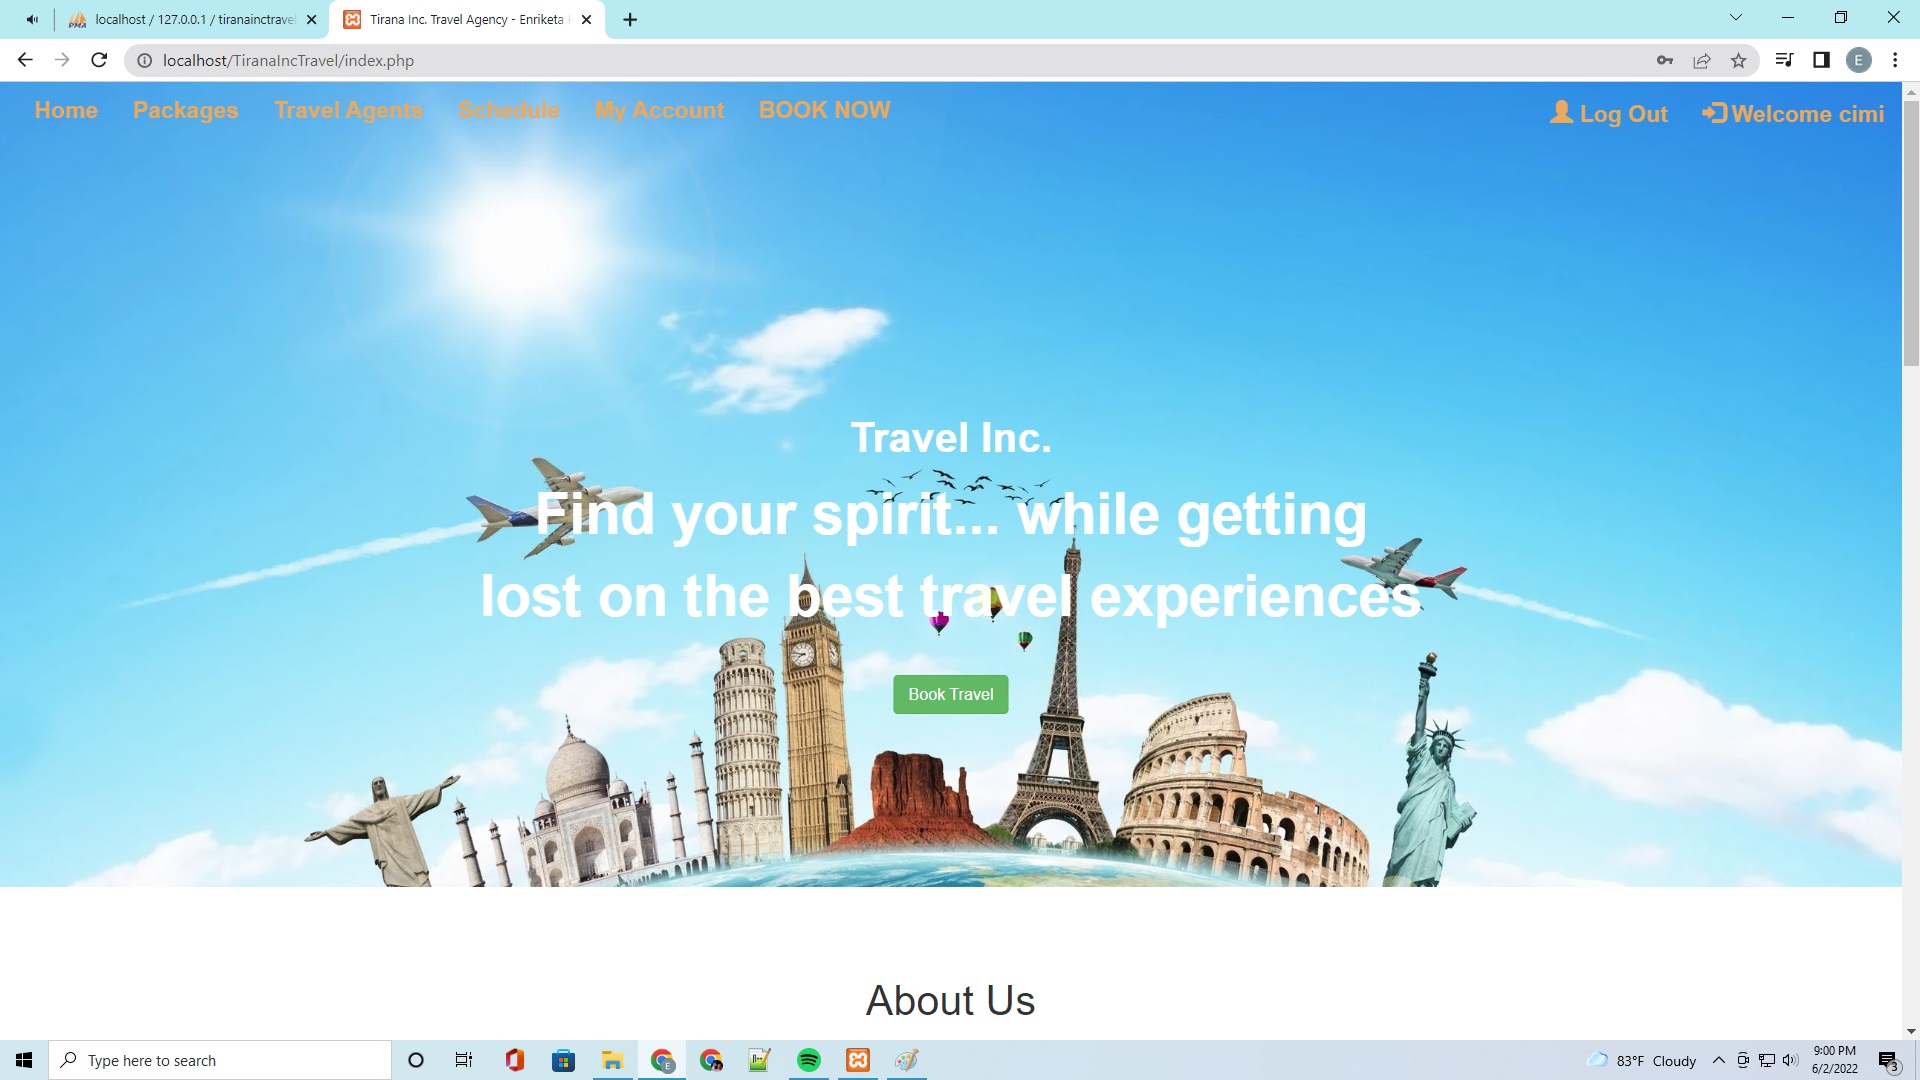 localhost / 127.0.0.1 / tiranainctravel
Tirana Inc. Travel Agency - Enriketa
localhost/TiranaIncTravel/index.php
E
Home Packages Travel Agents Schedule My Account BOOK NOW Log Out Welcome cimi
Travel Inc.
Find your spirit... while getting
lost on the best travel experiences
Book Travel
About Us
Type here to search
83°F Cloudy
9:00 PM
6/2/2022
3